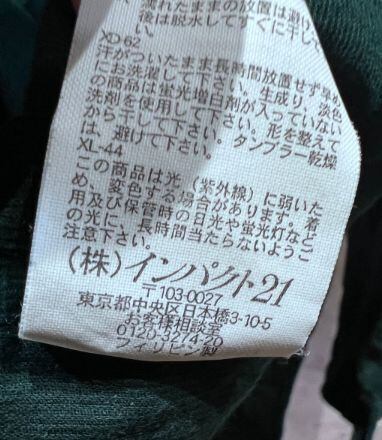 濡れたままの放置は避け
後は脱水してすぐに干して
い。
XD-62
汗がついたまま長時間放置せず早め
にお洗濯して下さい。生成り、淡色
の商品は蛍光増白剤が入っていない
洗剤を使用して下さい。形を整えて
から干して下さい。タンブラー乾燥
は、避けて下さい。
XL-44
この商品は光(紫外線)に弱いた
め、変色する場合があります。着
用及び保管時の日光や蛍光灯など
の光に、長時間当たらないようご
注意下さい。
(株)インパクト21
〒103-0027
東京都中央区日本橋3-10-5
お客様相談室
フィリピン製